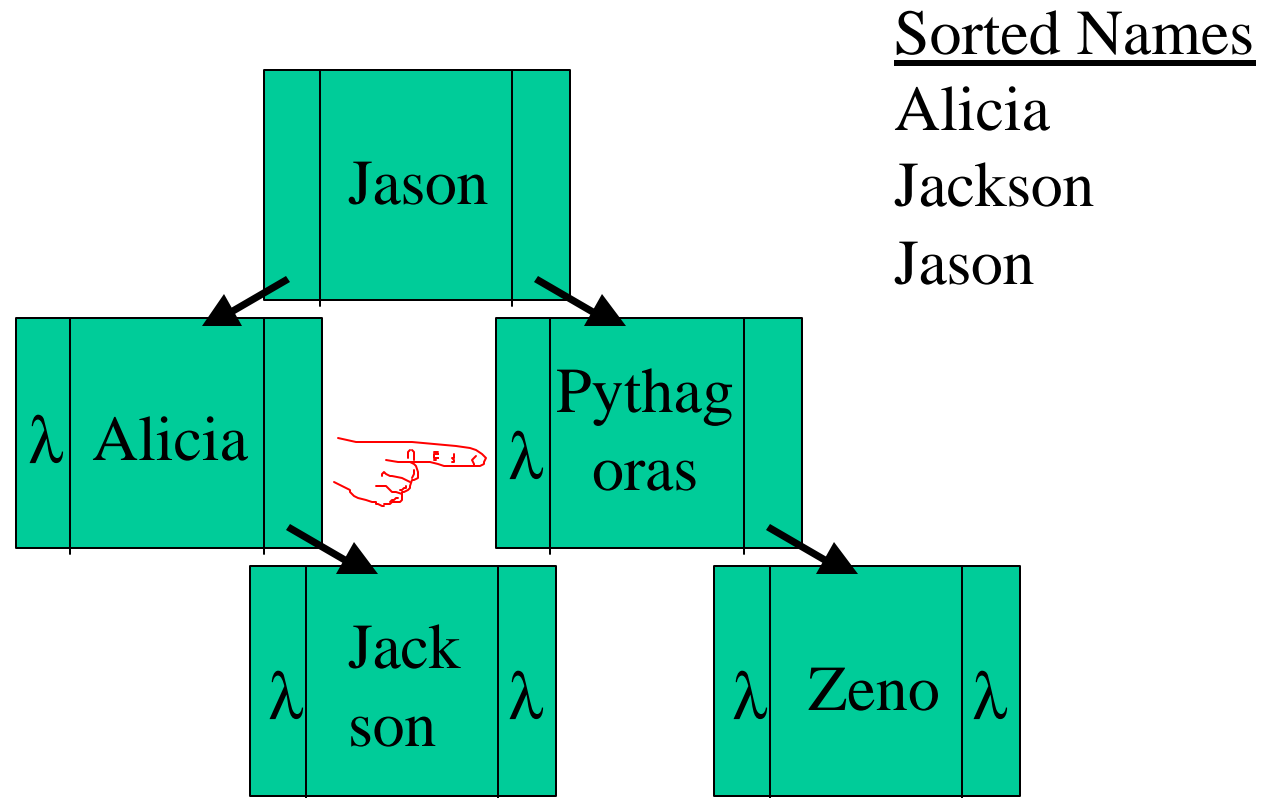 Sorted Names
Alicia
Jackson
Jason
Jason
λ Alicia
λ Pythag
oras
λ Jack
son λ
λ Zeno λ